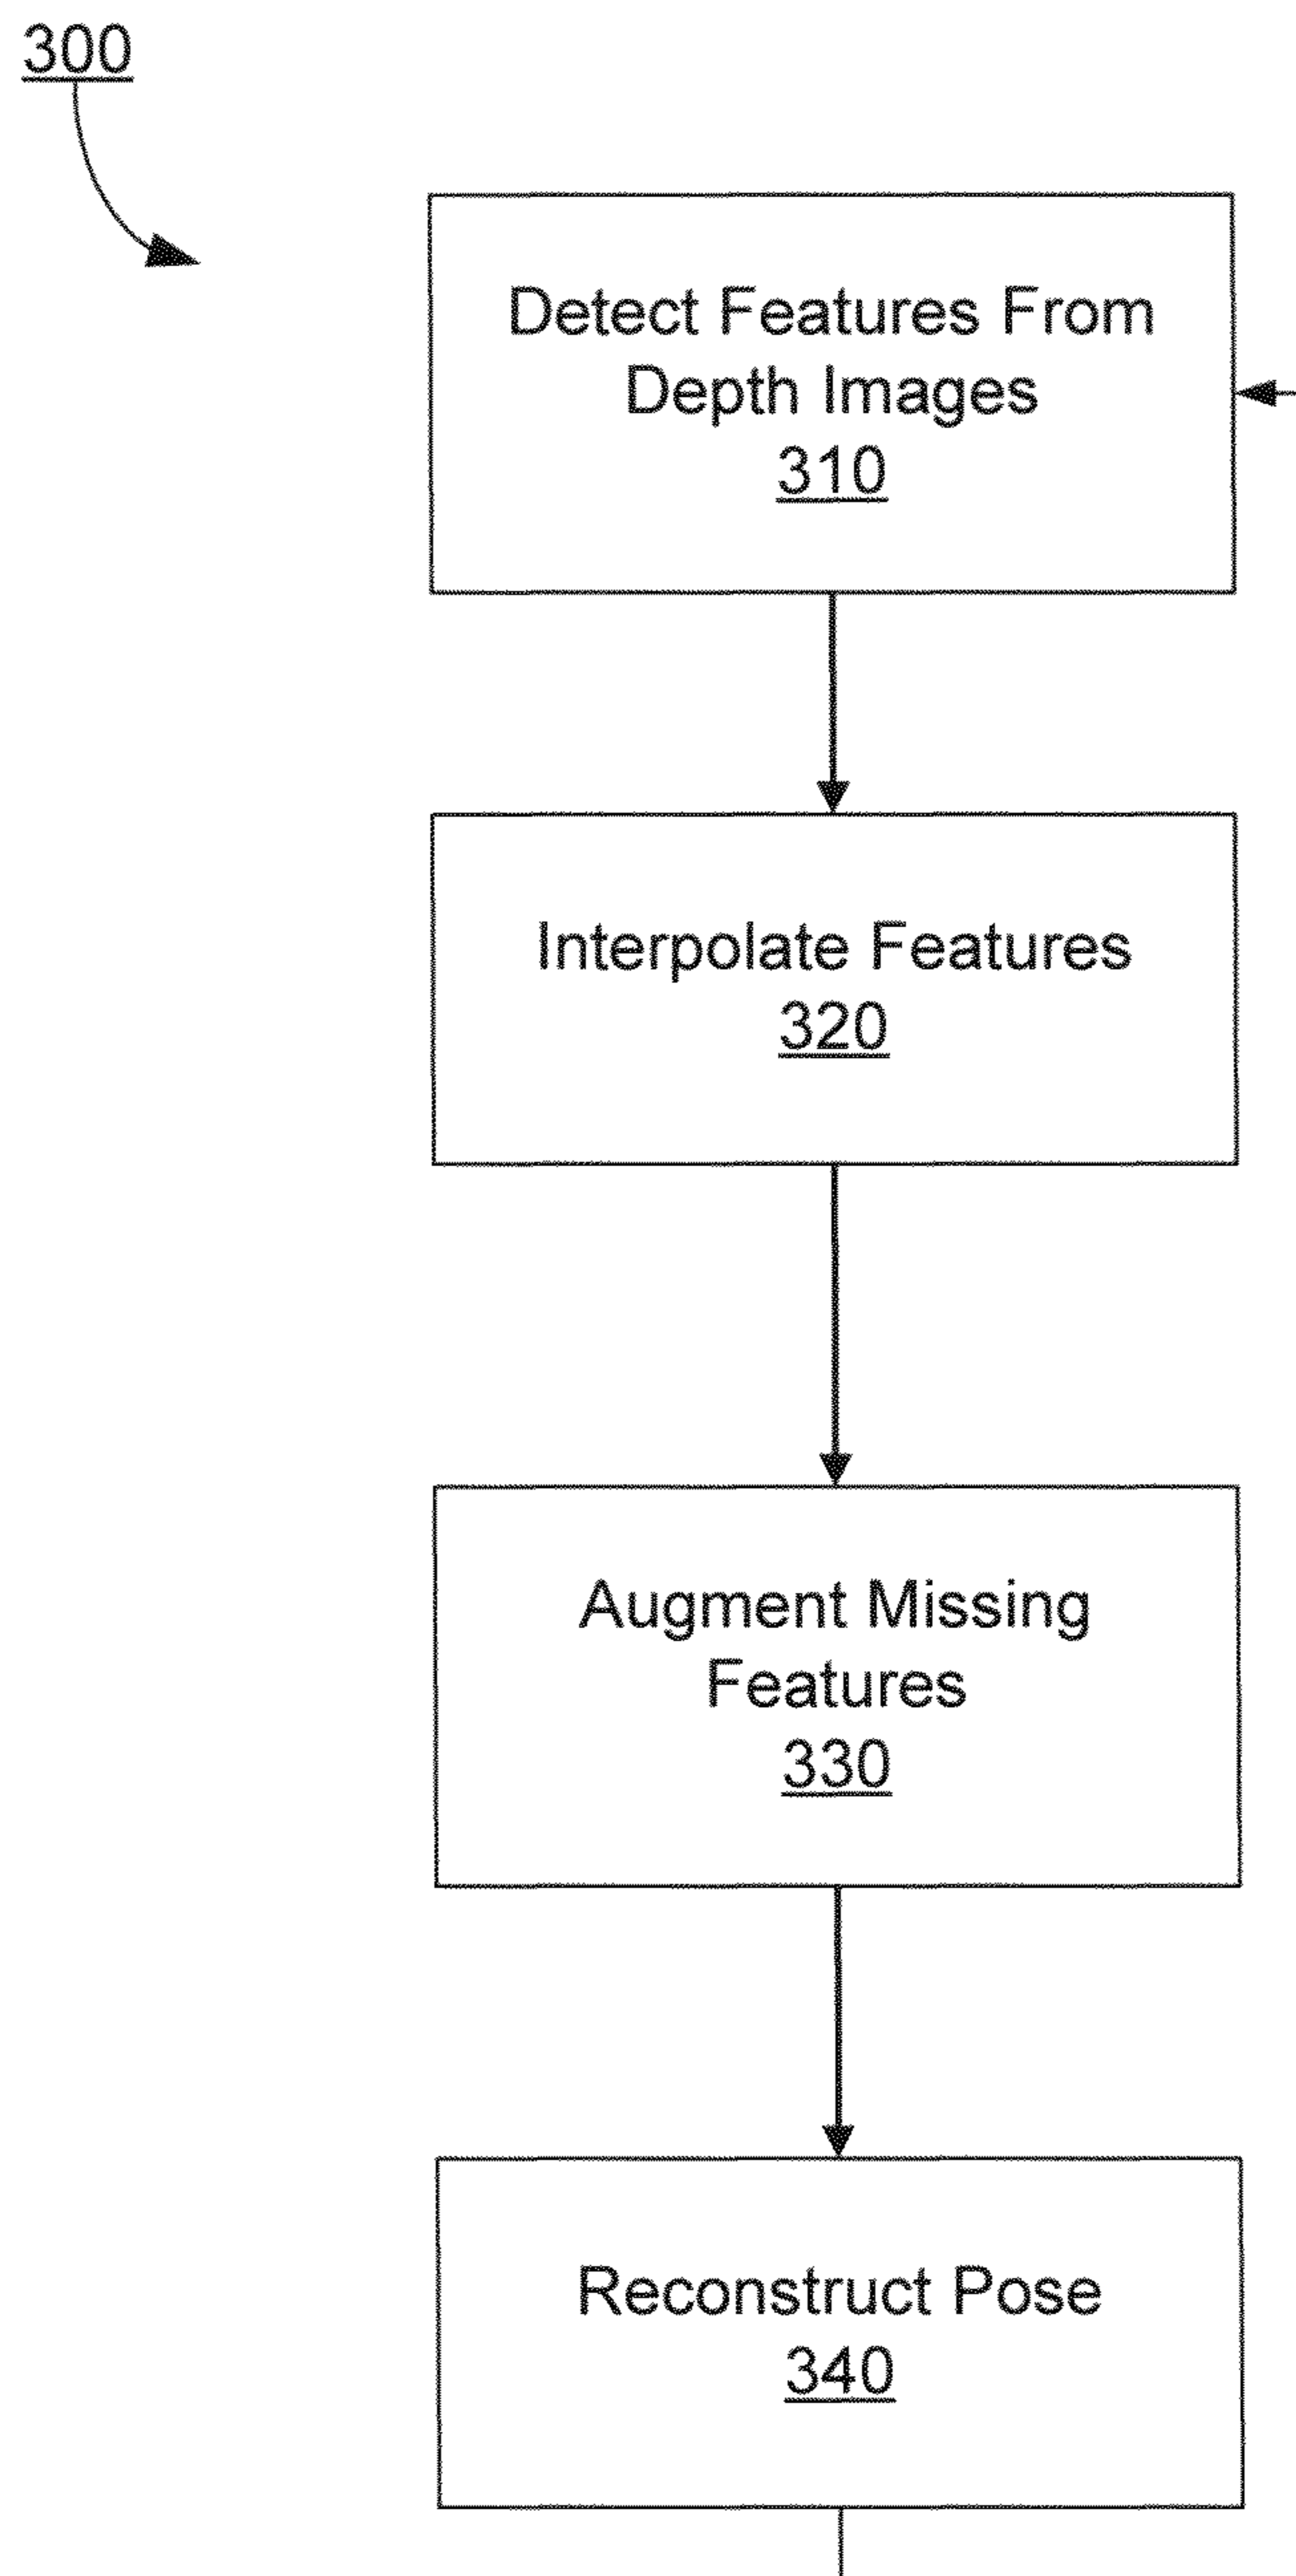 300
Detect Features From
Depth Images
310
Interpolate Features
320
Augment Missing
Features
330
Reconstruct Pose
340